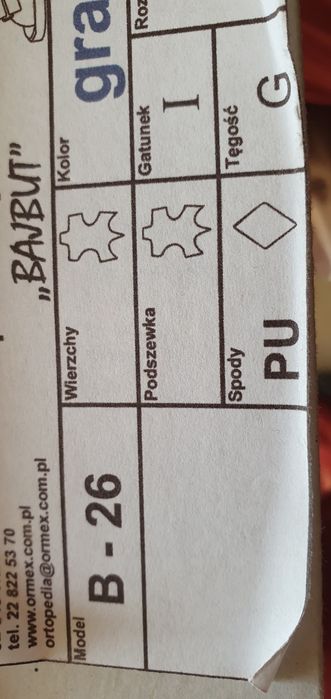 „BAJBUT”
tel. 22 822 53 70
www.ormex.com.pl
ortopedia@ormex.com.pl
Model
B - 26
Wierzchy
Kolor
gra
Podszewka
Gatunek
I
Roz
Spody
PU
Tęgość
G